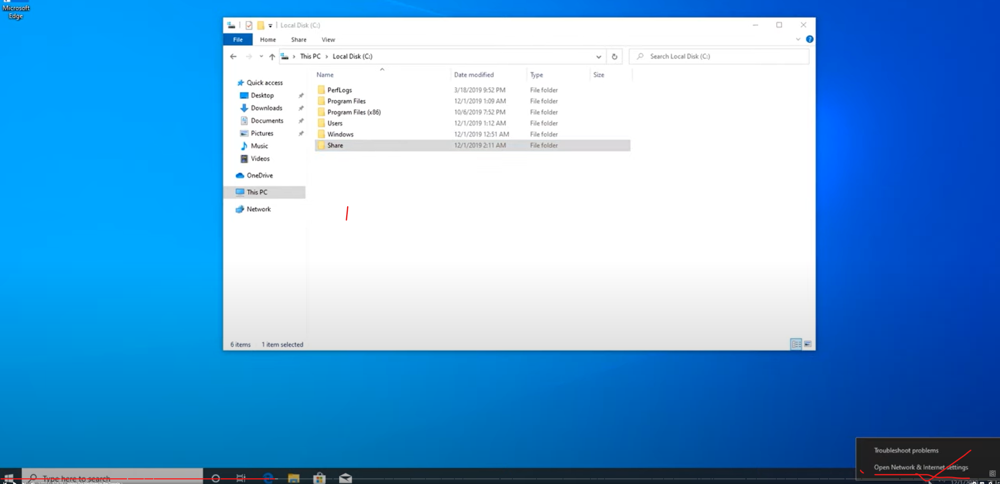 Microsoft
Edge
Local Disk (C:)
File Home Share View
This PC > Local Disk (C:)
Search Local Disk (C:)
Name Date modified Type Size
Quick access
Desktop
Downloads
Documents
Pictures
Music
Videos
OneDrive
This PC
Network
PerfLogs 3/18/2019 9:52 PM File folder
Program Files 12/1/2019 1:09 AM File folder
Program Files (x86) 10/6/2019 7:52 PM File folder
Users 12/1/2019 1:12 AM File folder
Windows 12/1/2019 12:51 AM File folder
Share 12/1/2019 2:11 AM File folder
6 items 1 item selected
Troubleshoot problems
Open Network & Internet settings
Type here to search